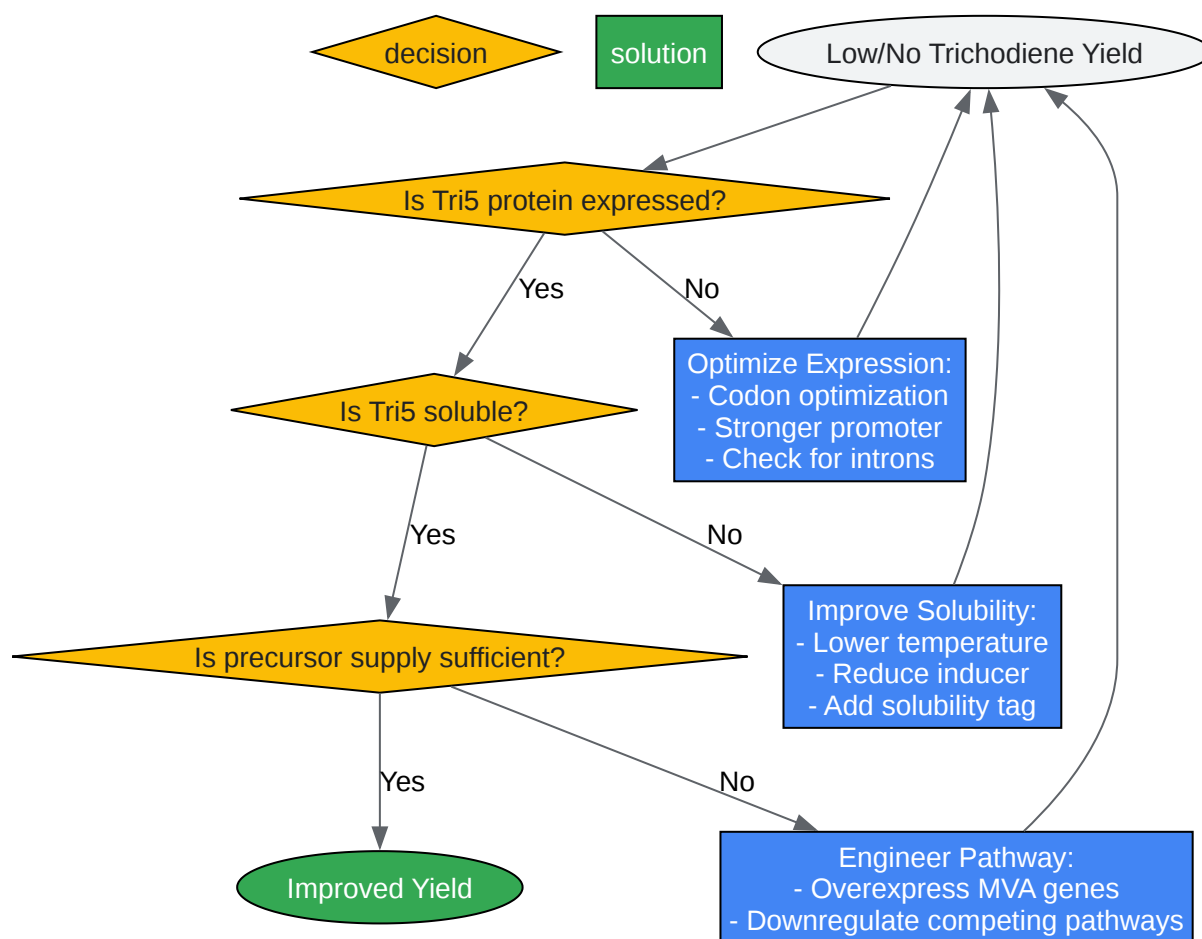 decision
solution
Low/No Trichodiene Yield
Is Tri5 protein expressed?
Yes
No
Optimize Expression:
- Codon optimization
- Stronger promoter
- Check for introns
Is Tri5 soluble?
Yes
No
Improve Solubility:
- Lower temperature
- Reduce inducer
- Add solubility tag
Is precursor supply sufficient?
Yes
No
Engineer Pathway:
- Overexpress MVA genes
- Downregulate competing pathways
Improved Yield